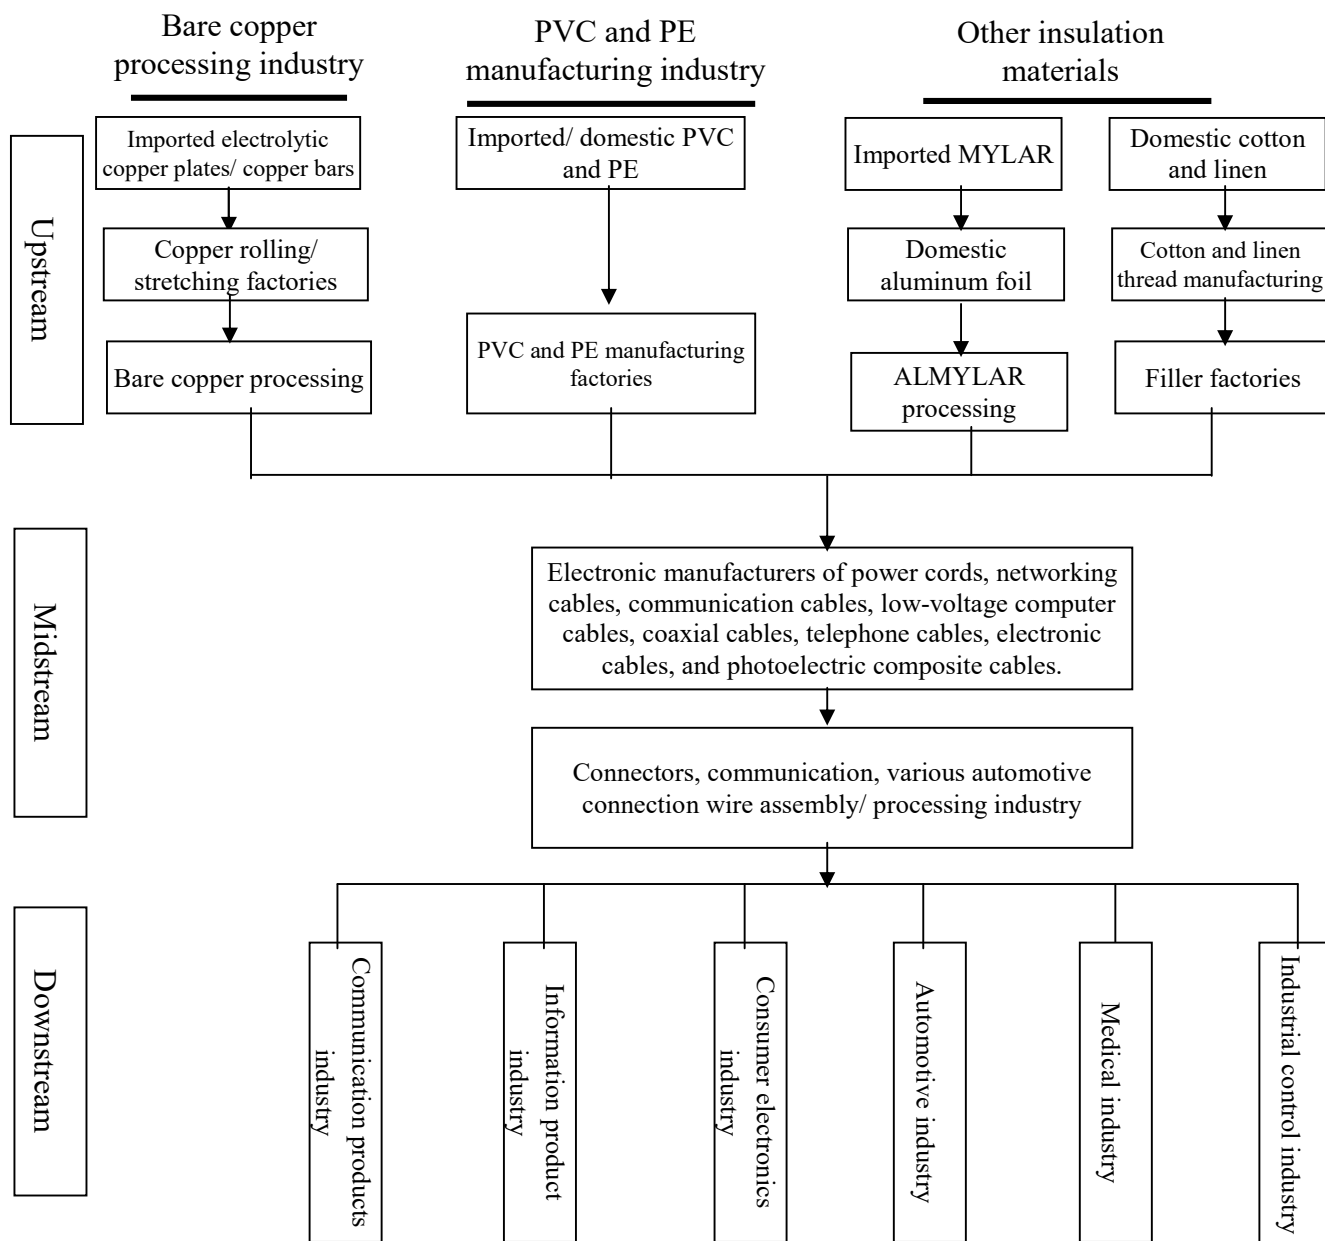 Bare copper
processing industry
PVC and PE
manufacturing industry
Other insulation
materials
Upstream
Imported electrolytic
copper plates/ copper bars
Imported/ domestic PVC
and PE
Imported MYLAR
Domestic cotton
and linen
Copper rolling/
stretching factories
Domestic
aluminum foil
Cotton and linen
thread manufacturing
Bare copper processing
PVC and PE manufacturing
factories
ALMYLAR
processing
Filler factories
Midstream
Electronic manufacturers of power cords, networking
cables, communication cables, low-voltage computer
cables, coaxial cables, telephone cables, electronic
cables, and photoelectric composite cables.
Connectors, communication, various automotive
connection wire assembly/ processing industry
Downstream
Communication products
industry
Information product
industry
Consumer electronics
industry
Automotive industry
Medical industry
Industrial control industry